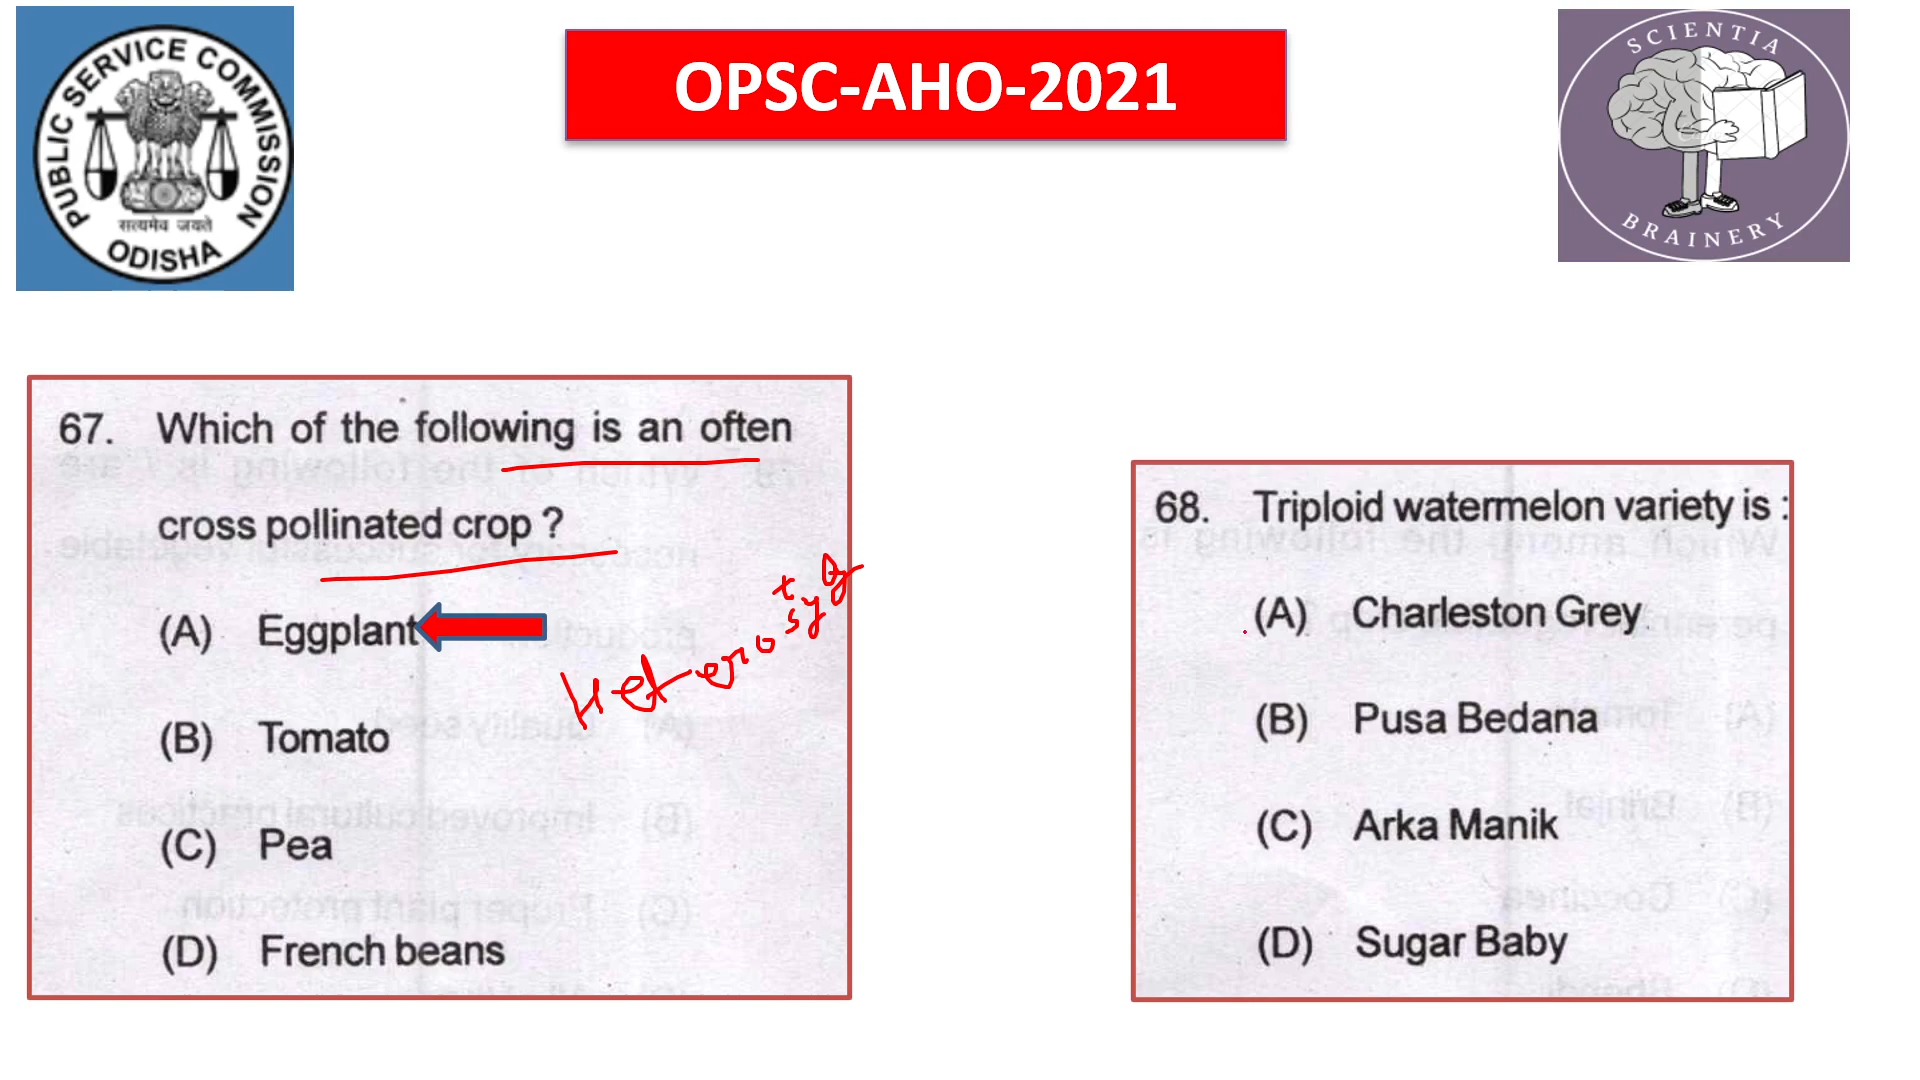 PUBLIC SERVICE COMMISSION
सत्यमेव जयते
ODISHA
OPSC-AHO-2021
SCIENTIA
BRAINERY
67. Which of the following is an often
cross pollinated crop ?
(A) Eggplant
(B) Tomato
(C) Pea
(D) French beans
68. Triploid watermelon variety is :
(A) Charleston Grey
(B) Pusa Bedana
(C) Arka Manik
(D) Sugar Baby